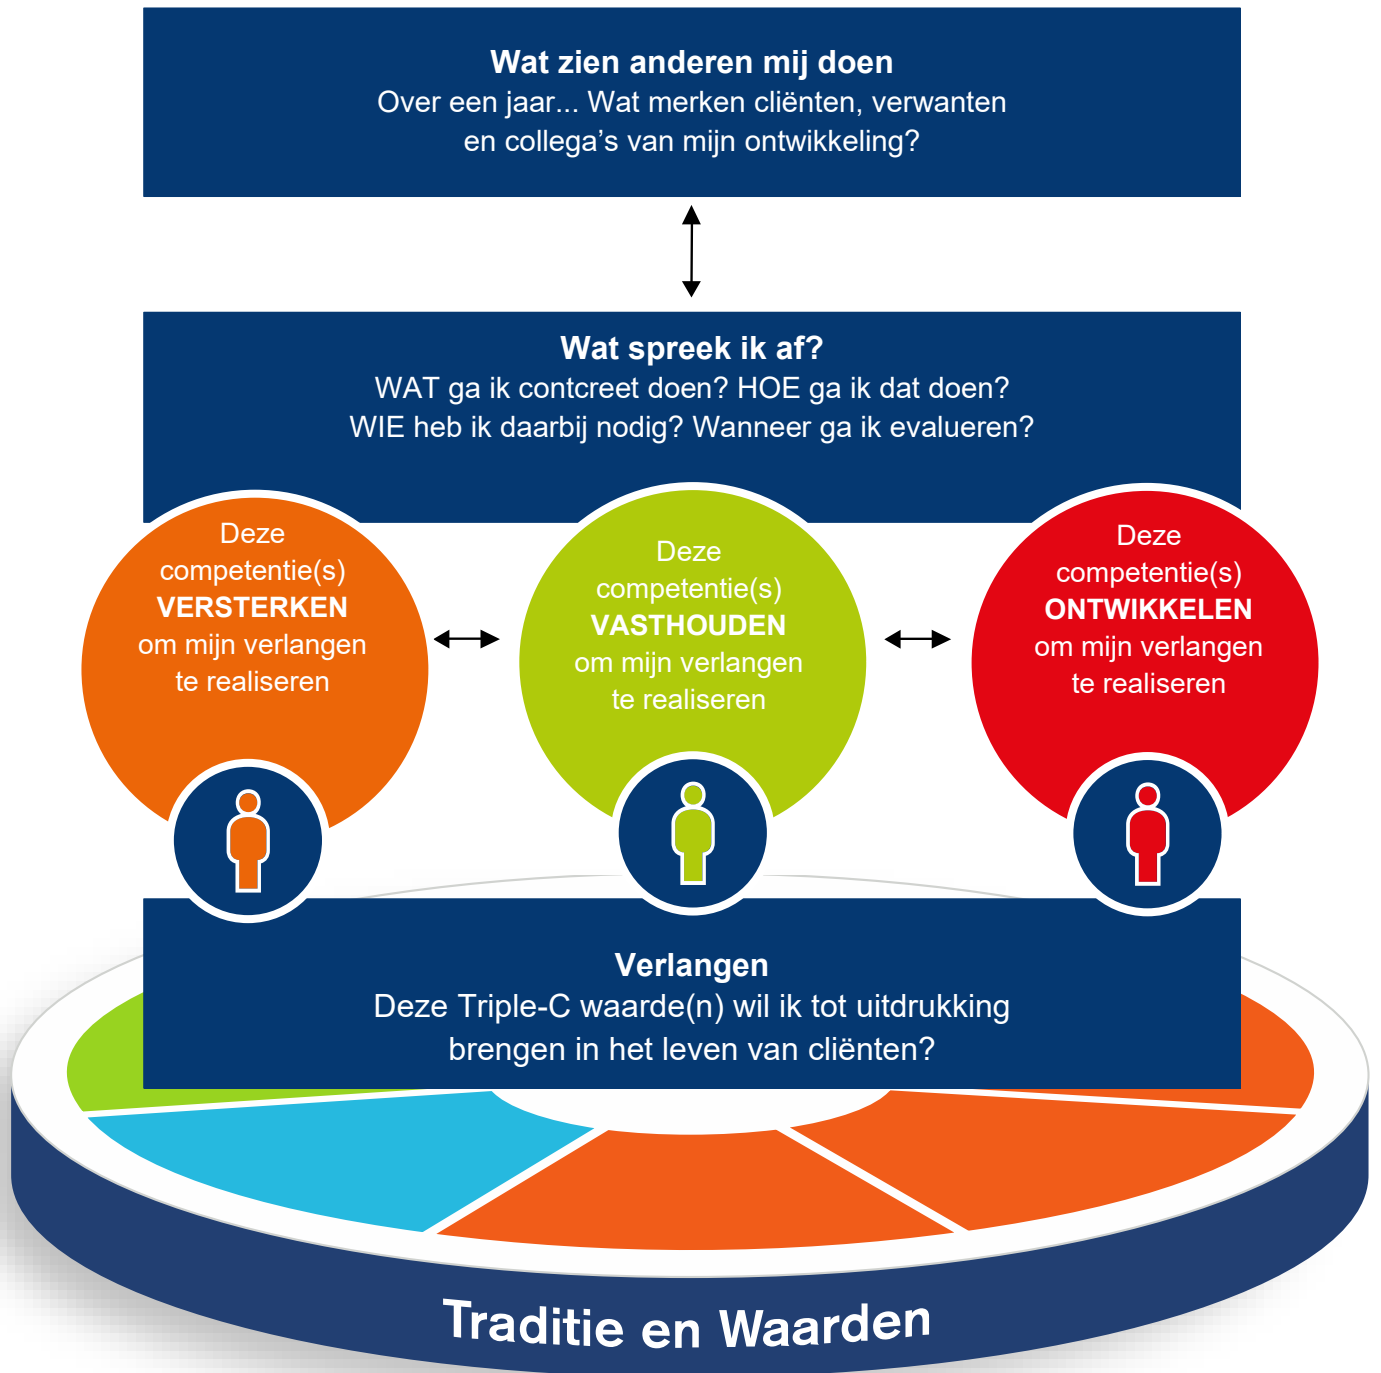 Wat zien anderen mij doen
Over een jaar... Wat merken cliënten, verwanten
en collega's van mijn ontwikkeling?
Wat spreek ik af?
WAT ga ik contcreet doen? HOE ga ik dat doen?
WIE heb ik daarbij nodig? Wanneer ga ik evalueren?
Deze
competentie(s)
VERSTERKEN
om mijn verlangen
te realiseren
Deze
competentie(s)
VASTHOUDEN
om mijn verlangen
te realiseren
Deze
competentie(s)
ONTWIKKELEN
om mijn verlangen
te realiseren
Verlangen
Deze Triple-C waarde(n) wil ik tot uitdrukking
brengen in het leven van cliënten?
Traditie en Waarden